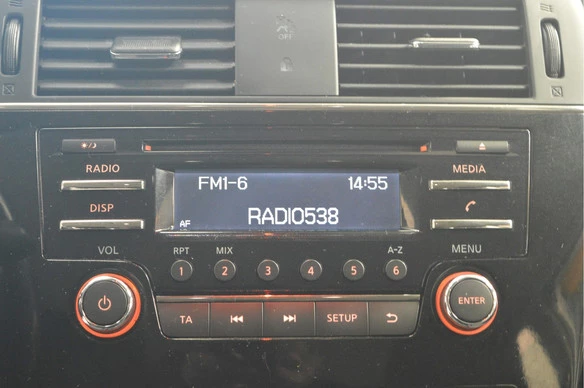 OFF
RADIO
MEDIA
FM1-6 14:55
DISP
AF RADIO538
VOL
RPT MIX A-Z
MENU
1 2 3 4 5 6
ENTER
TA SETUP